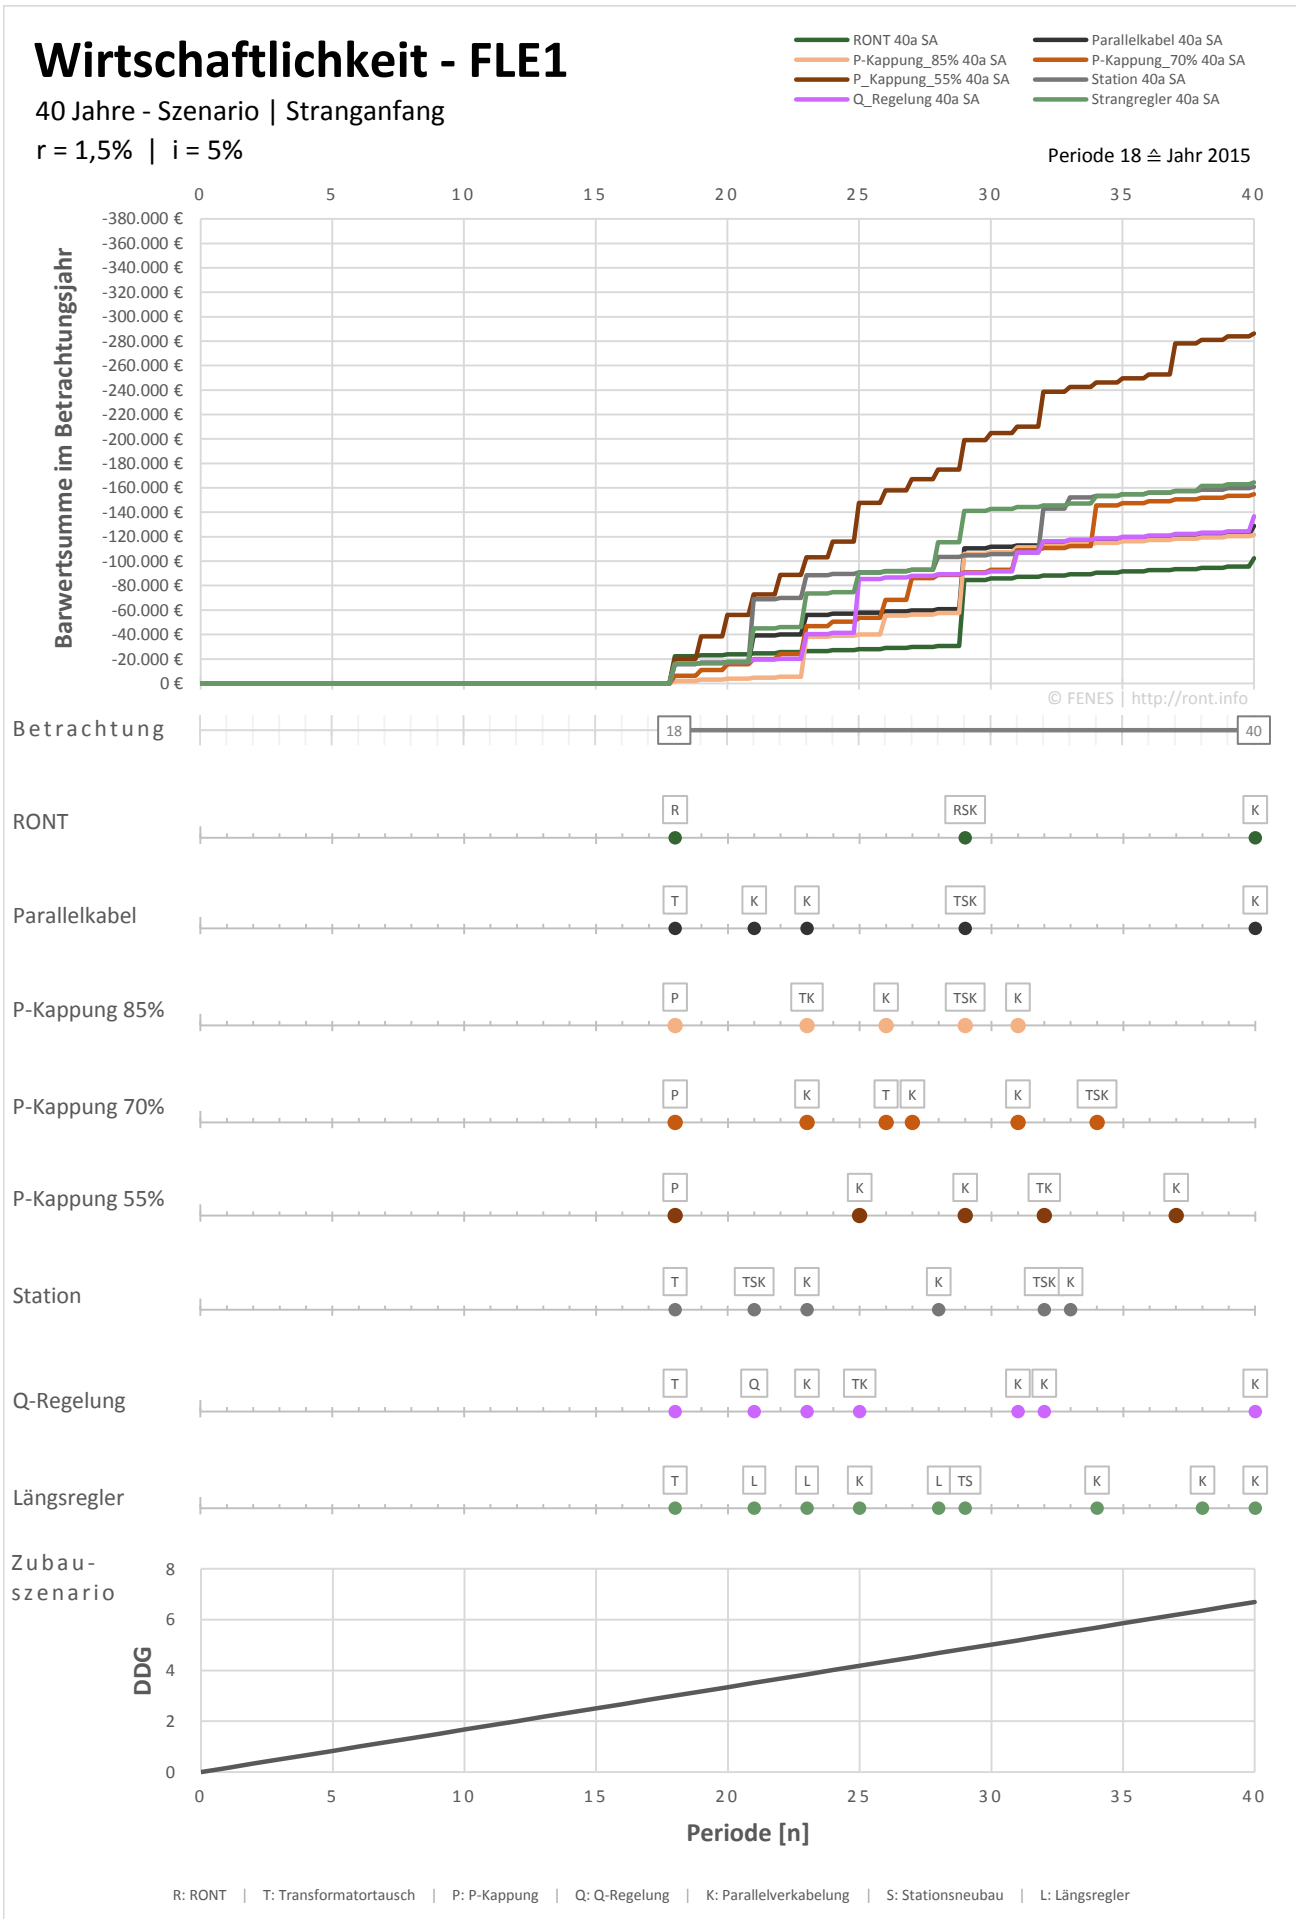 Wirtschaftlichkeit - FLE1
40 Jahre - Szenario | Stranganfang
r = 1,5% | i = 5%
RONT 40a SA
Parallelkabel 40a SA
P-Kappung_85% 40a SA
P-Kappung_70% 40a SA
P_Kappung_55% 40a SA
Station 40a SA
Q_Regelung 40a SA
Strangregler 40a SA
Periode 18 ≙ Jahr 2015
0 5 10 15 20 25 30 35 40
Barwertsumme im Betrachtungsjahr
-380.000 €
-360.000 €
-340.000 €
-320.000 €
-300.000 €
-280.000 €
-260.000 €
-240.000 €
-220.000 €
-200.000 €
-180.000 €
-160.000 €
-140.000 €
-120.000 €
-100.000 €
-80.000 €
-60.000 €
-40.000 €
-20.000 €
0 €
© FENES | http://ront.info
Betrachtung 18 40
RONT R RSK K
Parallelkabel T K K TSK K
P-Kappung 85% P TK K TSK K
P-Kappung 70% P K T K K TSK
P-Kappung 55% P K K TK K
Station T TSK K K TSK K
Q-Regelung T Q K TK K K K
Längsregler T L L K L TS K K K
Zubau-
szenario
DDG
8
6
4
2
0
0 5 10 15 20 25 30 35 40
Periode [n]
R: RONT | T: Transformatortausch | P: P-Kappung | Q: Q-Regelung | K: Parallelverkabelung | S: Stationsneubau | L: Längsregler